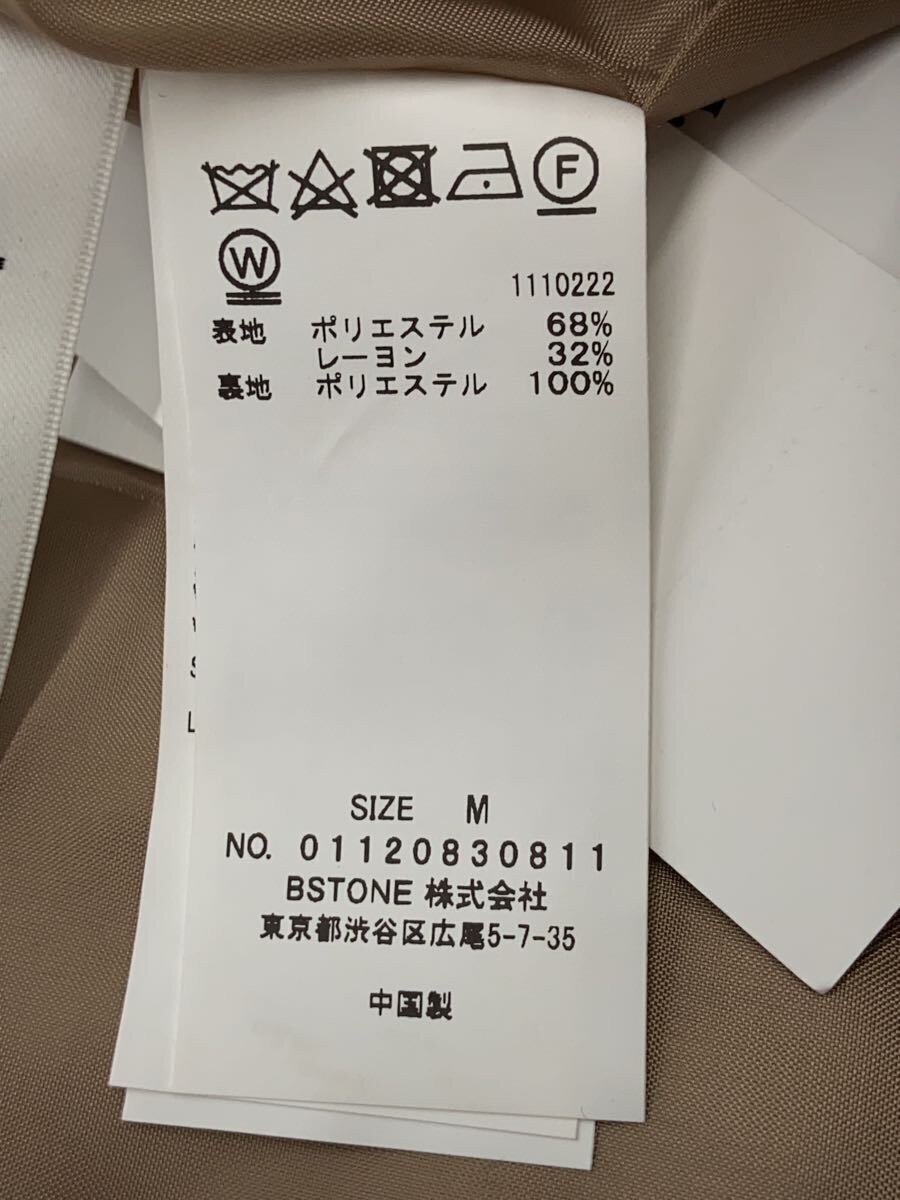 F
W
1110222
表地 ポリエステル 68%
レーヨン 32%
裏地 ポリエステル 100%
SIZE M
NO. 01120830811
BSTONE 株式会社
東京都渋谷区広尾5-7-35
中国製